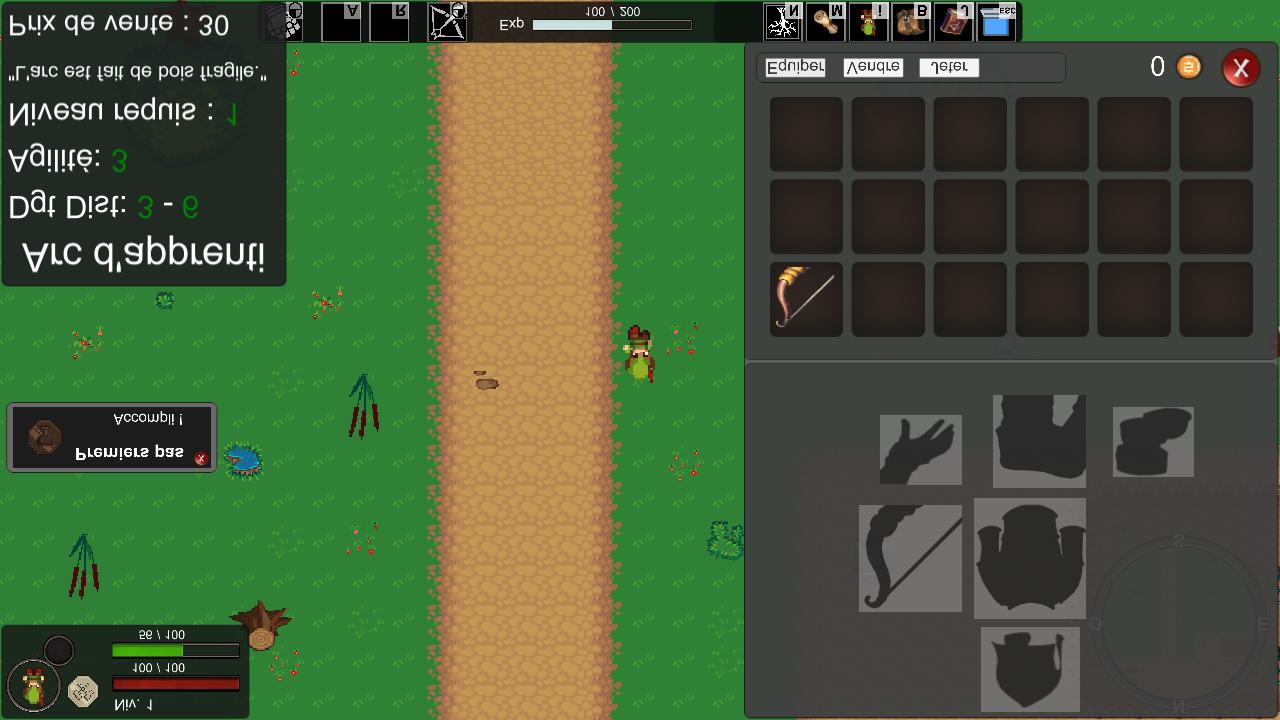 Niv. 1
100 / 100
56 / 100
N
O
E
S
Premiers pas
Accompli !
Arc d'apprenti
Dgt Dist: 3 - 6
Agilité: 3
Niveau requis : 1
"L'arc est fait de bois fragile."
Prix de vente : 30
Equiper
Vendre
Jeter
0
X
A
R
Exp
100 / 200
N
M
I
B
J
ESC